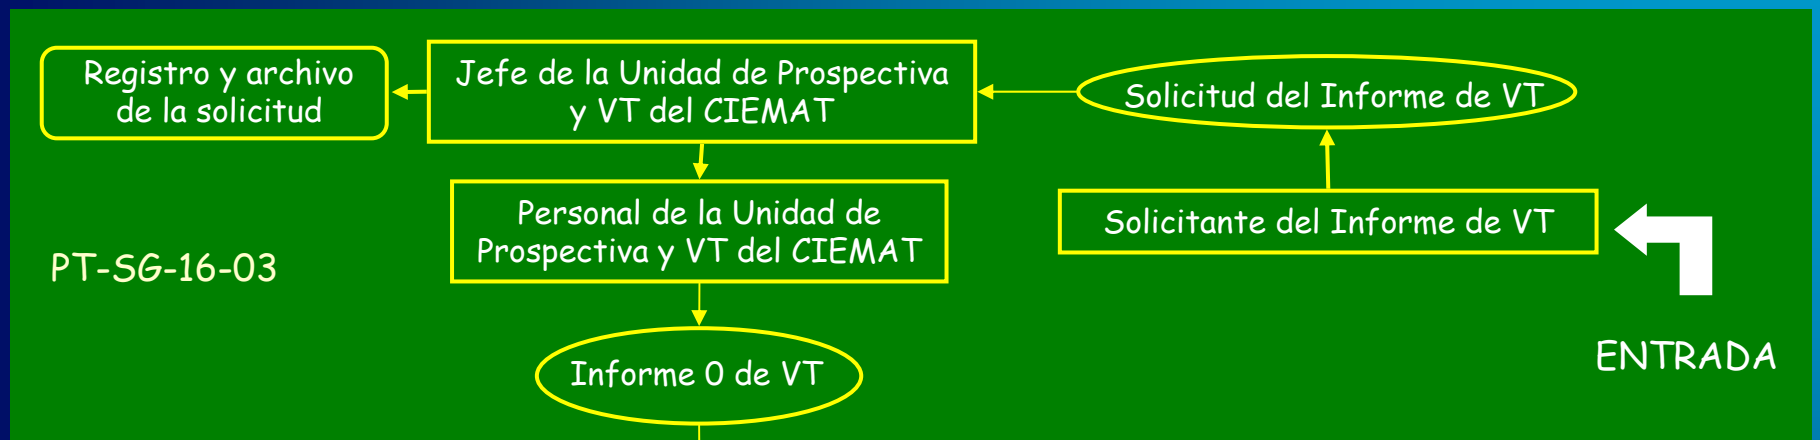 Registro y archivo
de la solicitud
Jefe de la Unidad de Prospectiva
y VT del CIEMAT
Solicitud del Informe de VT
Personal de la Unidad de
Prospectiva y VT del CIEMAT
Solicitante del Informe de VT
PT-SG-16-03
ENTRADA
Informe 0 de VT